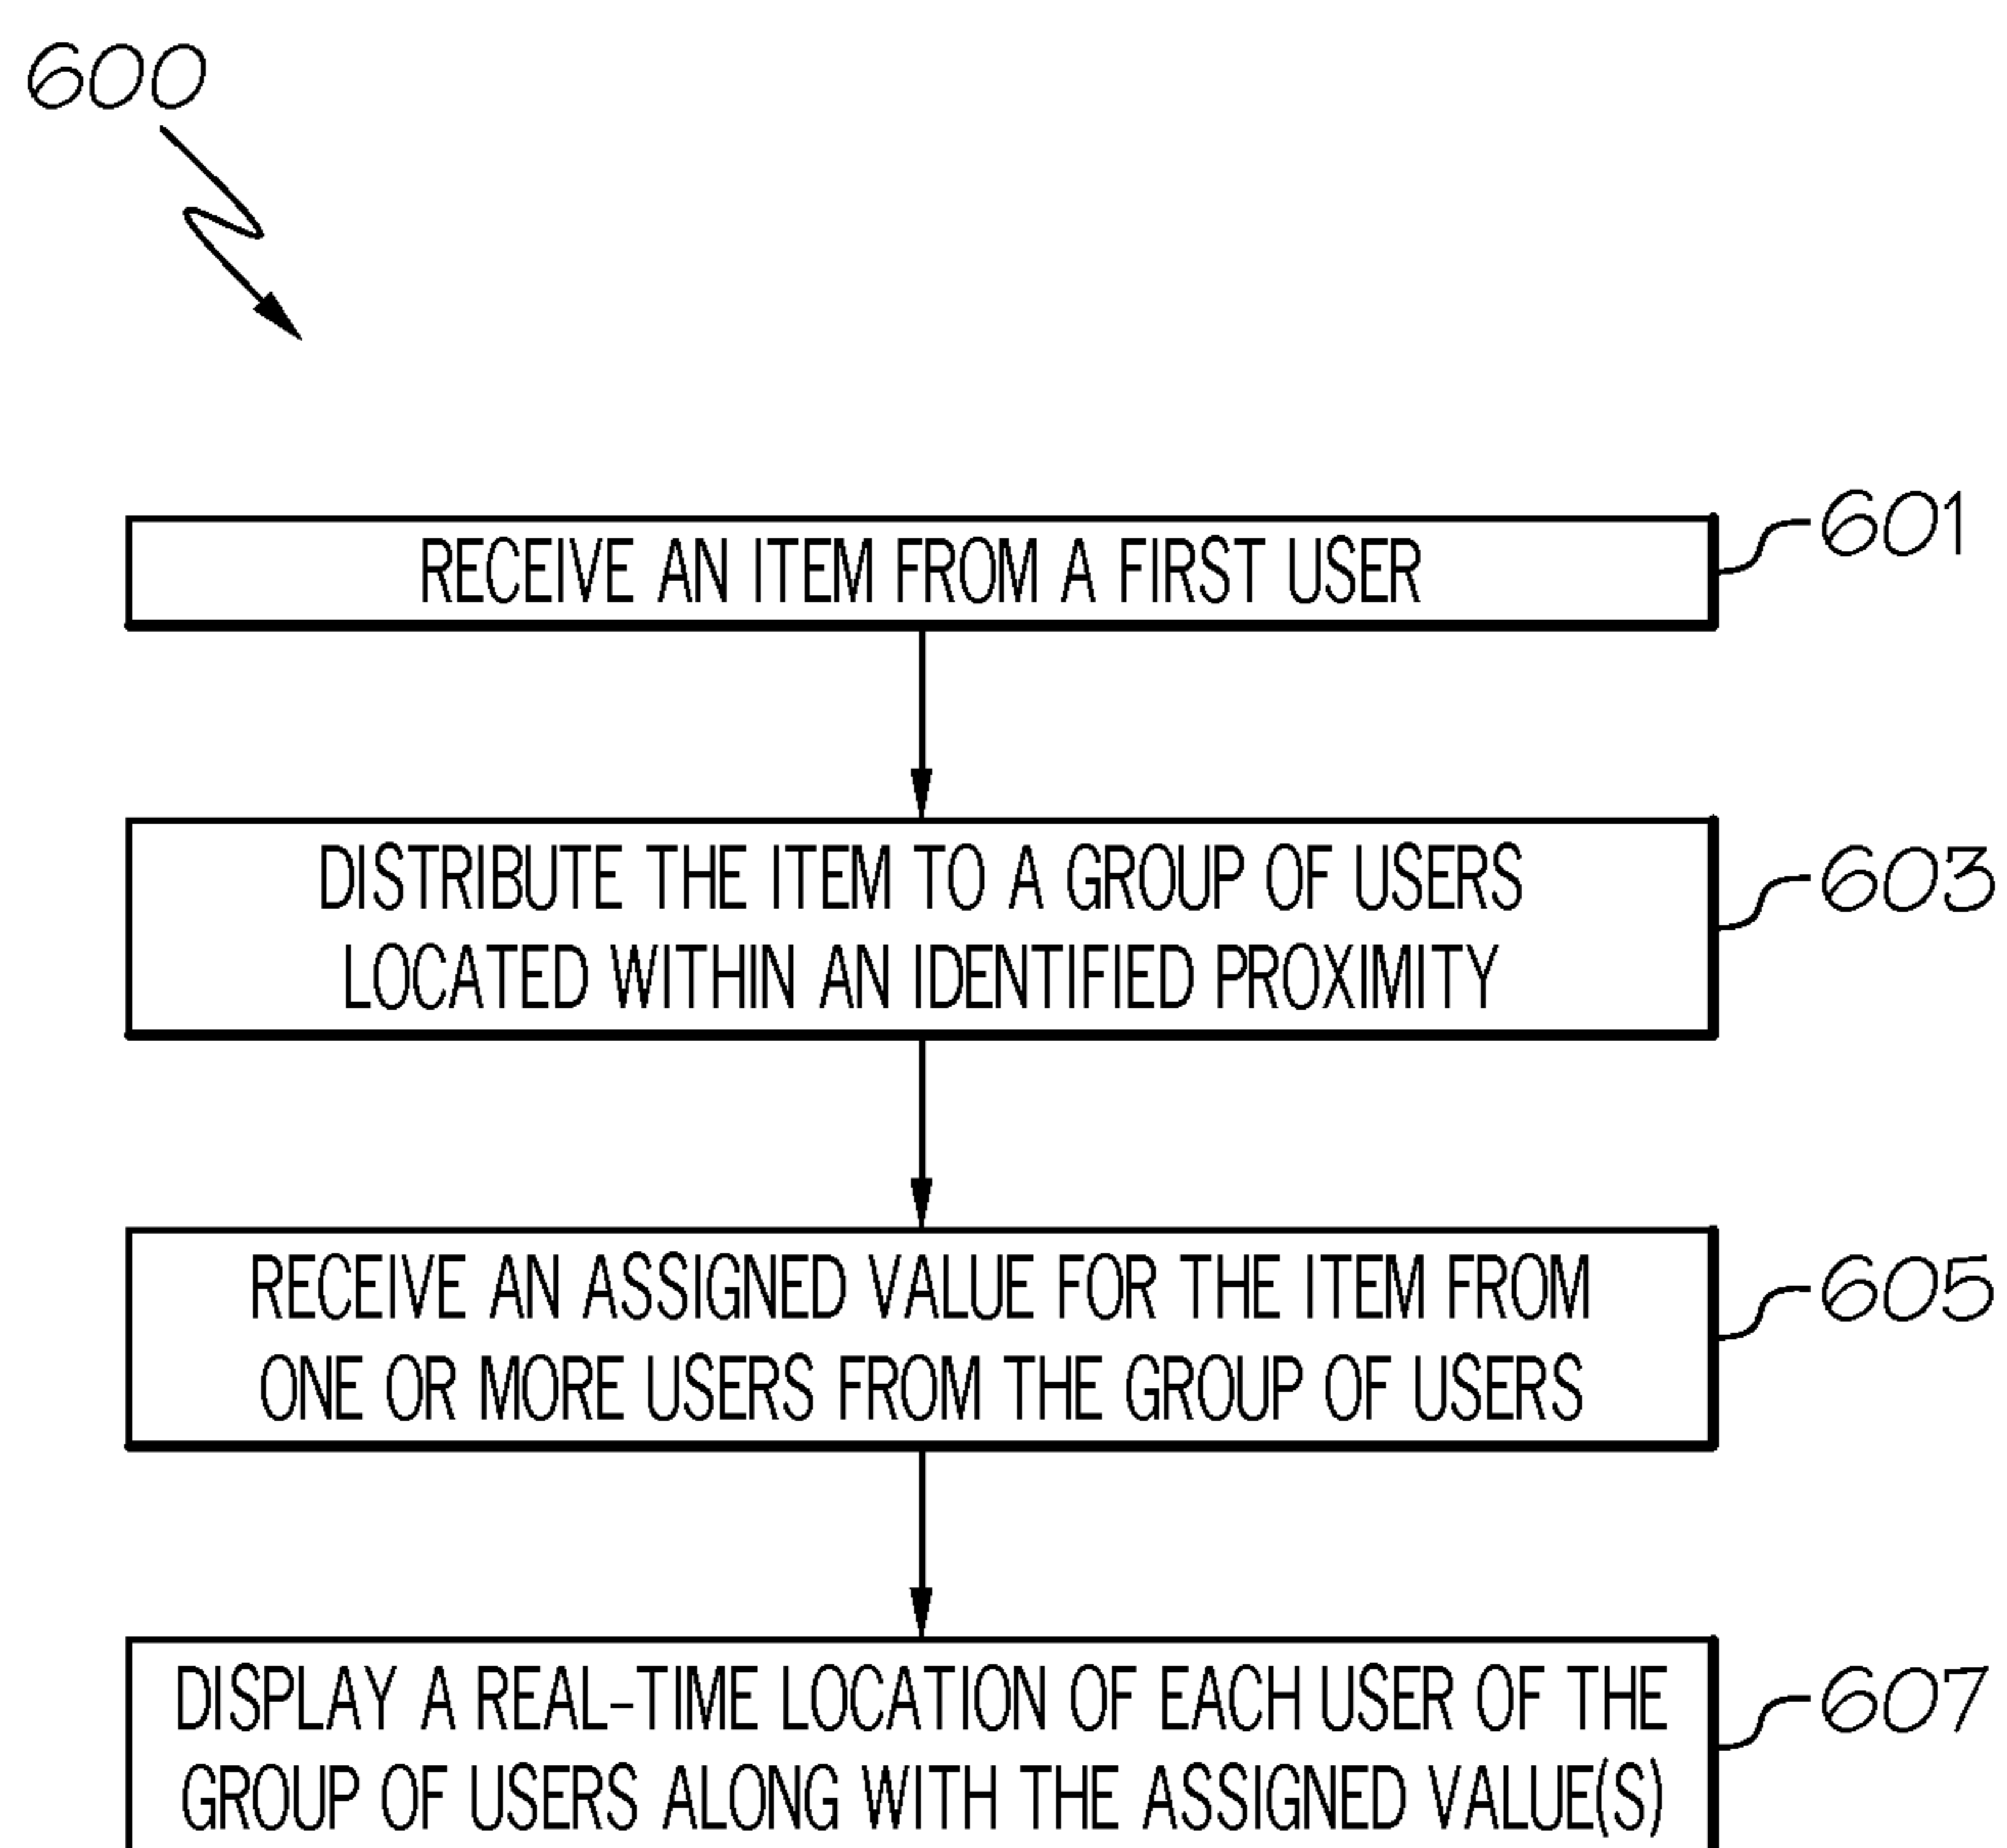 600
RECEIVE AN ITEM FROM A FIRST USER
601
DISTRIBUTE THE ITEM TO A GROUP OF USERS
LOCATED WITHIN AN IDENTIFIED PROXIMITY
603
RECEIVE AN ASSIGNED VALUE FOR THE ITEM FROM
ONE OR MORE USERS FROM THE GROUP OF USERS
605
DISPLAY A REAL-TIME LOCATION OF EACH USER OF THE
GROUP OF USERS ALONG WITH THE ASSIGNED VALUE(S)
607